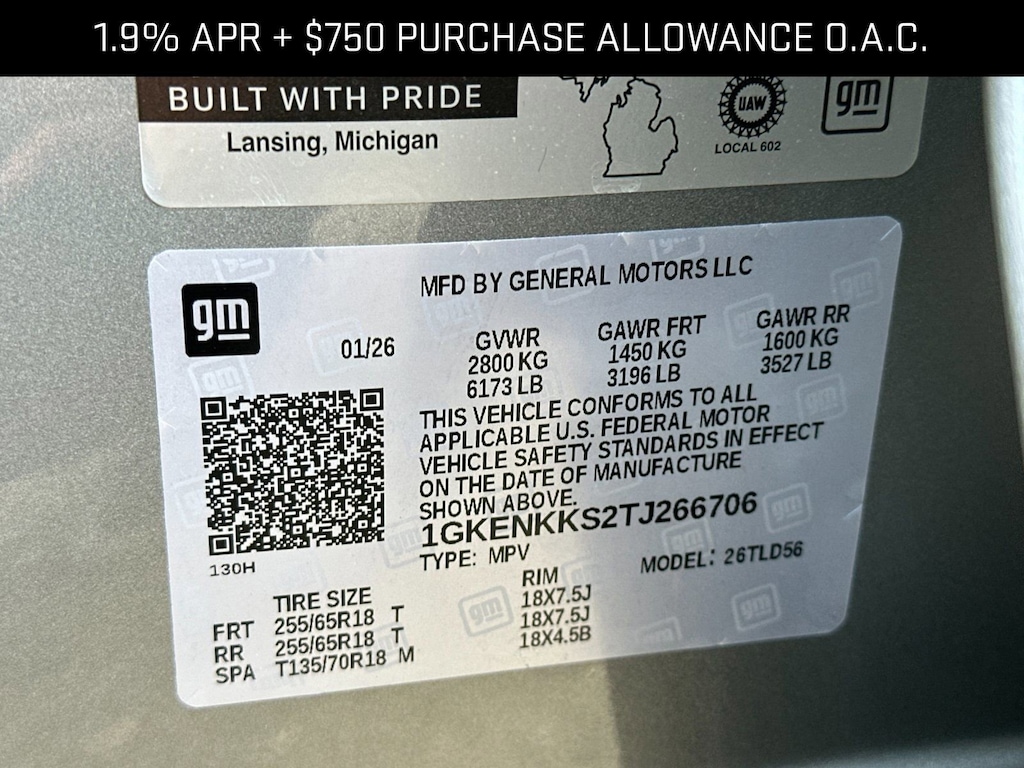 1.9% APR + $750 PURCHASE ALLOWANCE O.A.C.
BUILT WITH PRIDE
Lansing, Michigan
UAW
LOCAL 602
gm
MFD BY GENERAL MOTORS LLC
gm
01/26
GVWR GAWR FRT GAWR RR
2800 KG 1450 KG 1600 KG
6173 LB 3196 LB 3527 LB
THIS VEHICLE CONFORMS TO ALL
APPLICABLE U.S. FEDERAL MOTOR
VEHICLE SAFETY STANDARDS IN EFFECT
ON THE DATE OF MANUFACTURE
SHOWN ABOVE.
1GKENKKS2TJ266706
TYPE: MPV MODEL: 26TLD56
130H
TIRE SIZE RIM
FRT 255/65R18 T 18X7.5J
RR 255/65R18 T 18X7.5J
SPA T135/70R18 M 18X4.5B